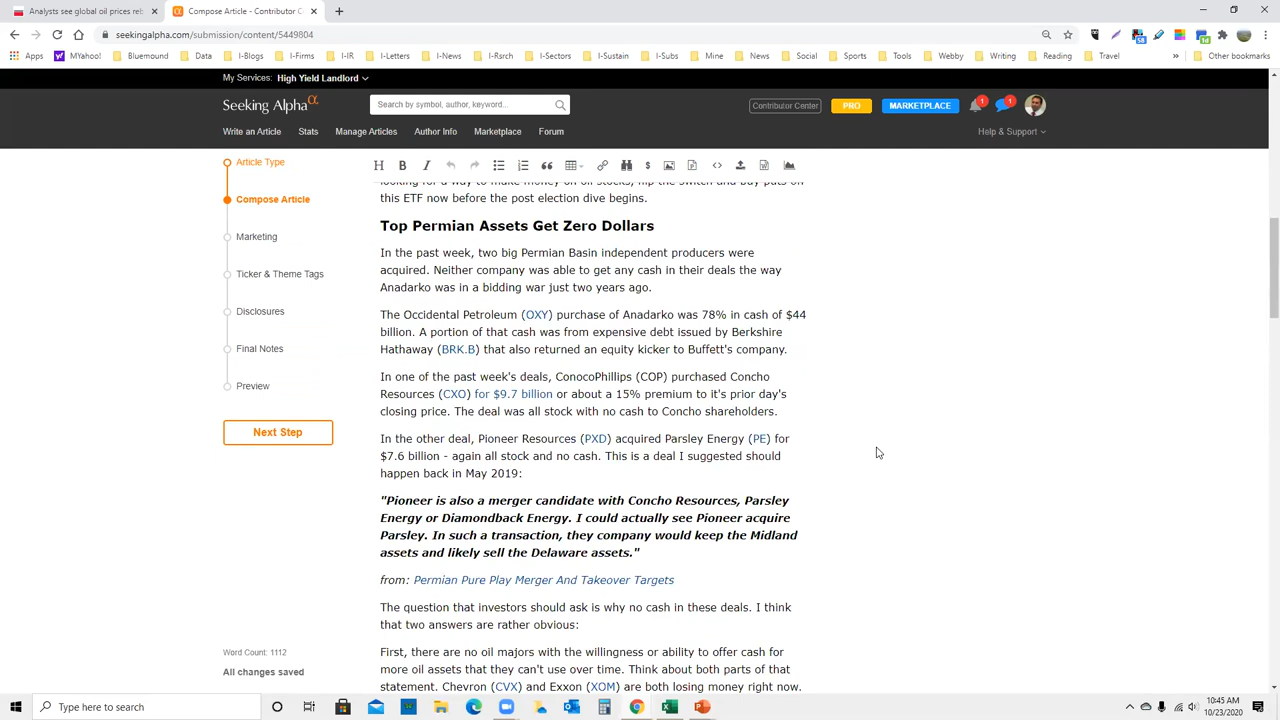 Analysts see global oil prices rel
Compose Article - Contributor C
seekingalpha.com/submission/content/5449804
Apps MYahoo! Bluemound Data I-Blogs I-Firms I-IR I-Letters I-News I-Rsrch I-Sectors I-Sustain I-Subs Mine News Social Sports Tools Webby Writing Reading Travel » Other bookmarks
My Services: High Yield Landlord
Seeking Alpha α
Search by symbol, author, keyword...
Contributor Center PRO MARKETPLACE 1 1
Write an Article Stats Manage Articles Author Info Marketplace Forum Help & Support
Article Type
Compose Article
Marketing
Ticker & Theme Tags
Disclosures
Final Notes
Preview
Next Step
Word Count: 1112
All changes saved
looking for a way to make money on oil stocks, flip the switch and buy puts on
this ETF now before the post election dive begins.
Top Permian Assets Get Zero Dollars
In the past week, two big Permian Basin independent producers were
acquired. Neither company was able to get any cash in their deals the way
Anadarko was in a bidding war just two years ago.
The Occidental Petroleum (OXY) purchase of Anadarko was 78% in cash of $44
billion. A portion of that cash was from expensive debt issued by Berkshire
Hathaway (BRK.B) that also returned an equity kicker to Buffett's company.
In one of the past week's deals, ConocoPhillips (COP) purchased Concho
Resources (CXO) for $9.7 billion or about a 15% premium to it's prior day's
closing price. The deal was all stock with no cash to Concho shareholders.
In the other deal, Pioneer Resources (PXD) acquired Parsley Energy (PE) for
$7.6 billion - again all stock and no cash. This is a deal I suggested should
happen back in May 2019:
"Pioneer is also a merger candidate with Concho Resources, Parsley
Energy or Diamondback Energy. I could actually see Pioneer acquire
Parsley. In such a transaction, they company would keep the Midland
assets and likely sell the Delaware assets."
from: Permian Pure Play Merger And Takeover Targets
The question that investors should ask is why no cash in these deals. I think
that two answers are rather obvious:
First, there are no oil majors with the willingness or ability to offer cash for
more oil assets that they can't use over time. Think about both parts of that
statement. Chevron (CVX) and Exxon (XOM) are both losing money right now.
Type here to search
10:45 AM
10/23/2020